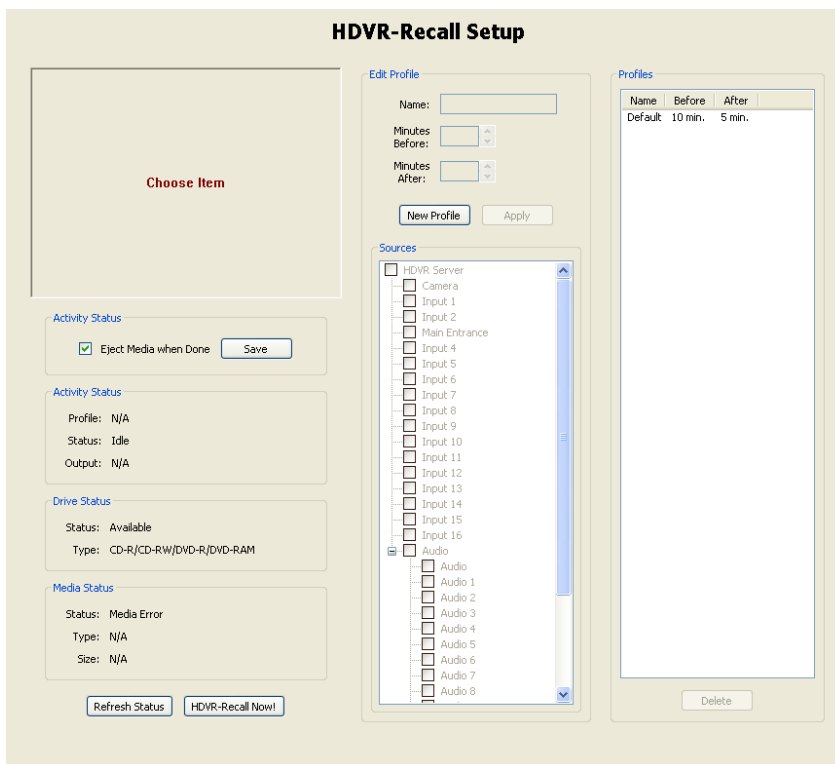 HDVR-Recall Setup
Choose Item
Activity Status
Eject Media when Done
Save
Activity Status
Profile: N/A
Status: Idle
Output: N/A
Drive Status
Status: Available
Type: CD-R/CD-RW/DVD-R/DVD-RAM
Media Status
Status: Media Error
Type: N/A
Size: N/A
Refresh Status
HDVR-Recall Now!
Edit Profile
Name:
Minutes
Before:
Minutes
After:
New Profile
Apply
Sources
HDVR Server
Camera
Input 1
Input 2
Main Entrance
Input 4
Input 5
Input 6
Input 7
Input 8
Input 9
Input 10
Input 11
Input 12
Input 13
Input 14
Input 15
Input 16
Audio
Audio
Audio 1
Audio 2
Audio 3
Audio 4
Audio 5
Audio 6
Audio 7
Audio 8
Profiles
Name Before After
Default 10 min. 5 min.
Delete